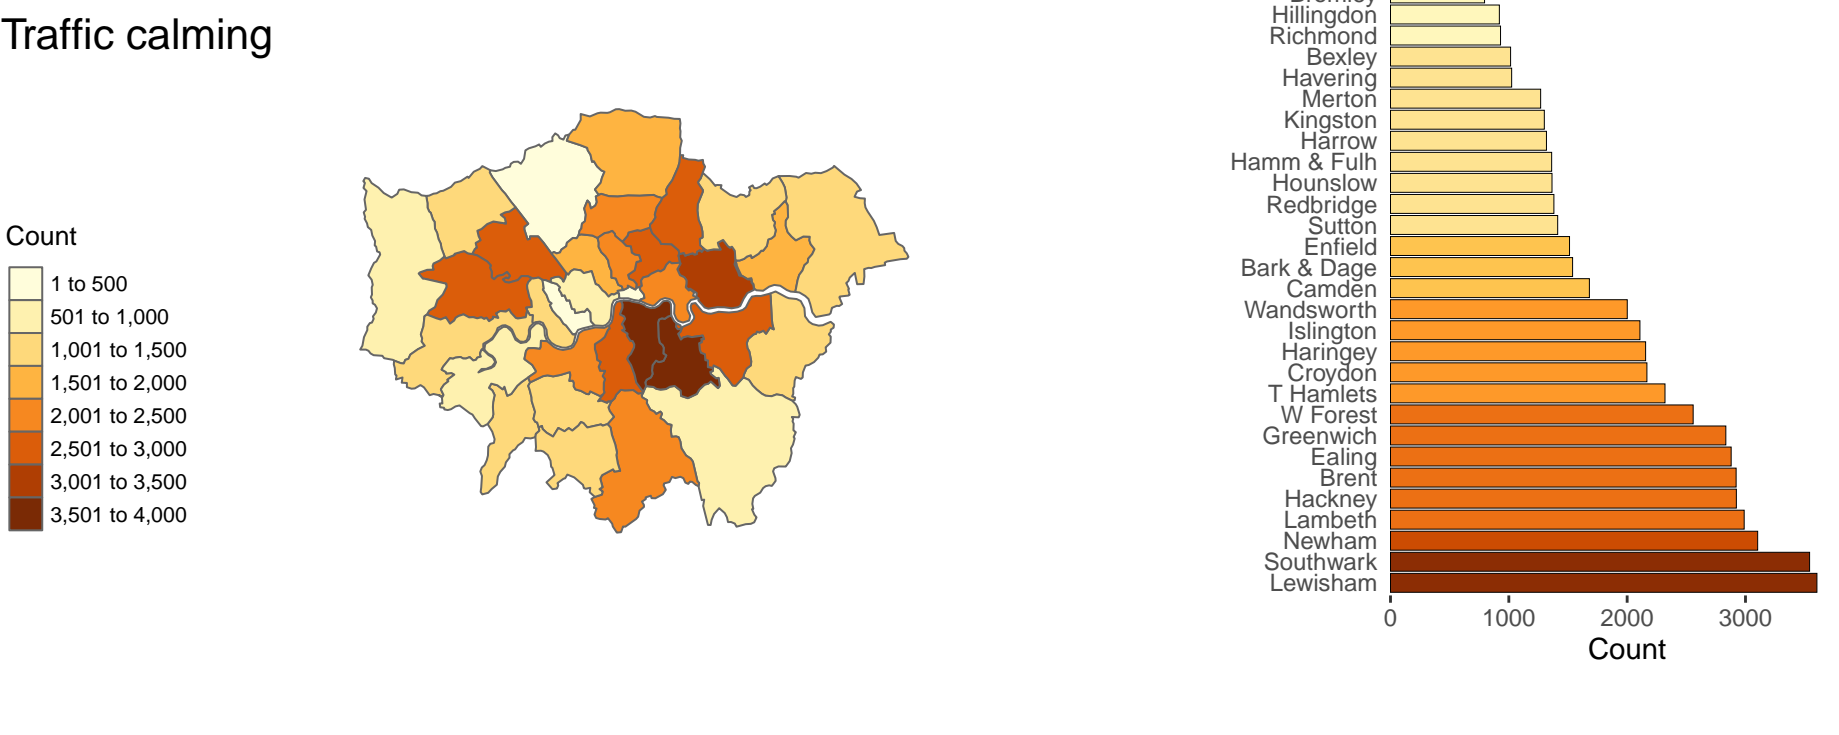 Traffic calming
Count
1 to 500
501 to 1,000
1,001 to 1,500
1,501 to 2,000
2,001 to 2,500
2,501 to 3,000
3,001 to 3,500
3,501 to 4,000
Bromley
Hillingdon
Richmond
Bexley
Havering
Merton
Kingston
Harrow
Hamm & Fulh
Hounslow
Redbridge
Sutton
Enfield
Bark & Dage
Camden
Wandsworth
Islington
Haringey
Croydon
T Hamlets
W Forest
Greenwich
Ealing
Brent
Hackney
Lambeth
Newham
Southwark
Lewisham
0 1000 2000 3000
Count